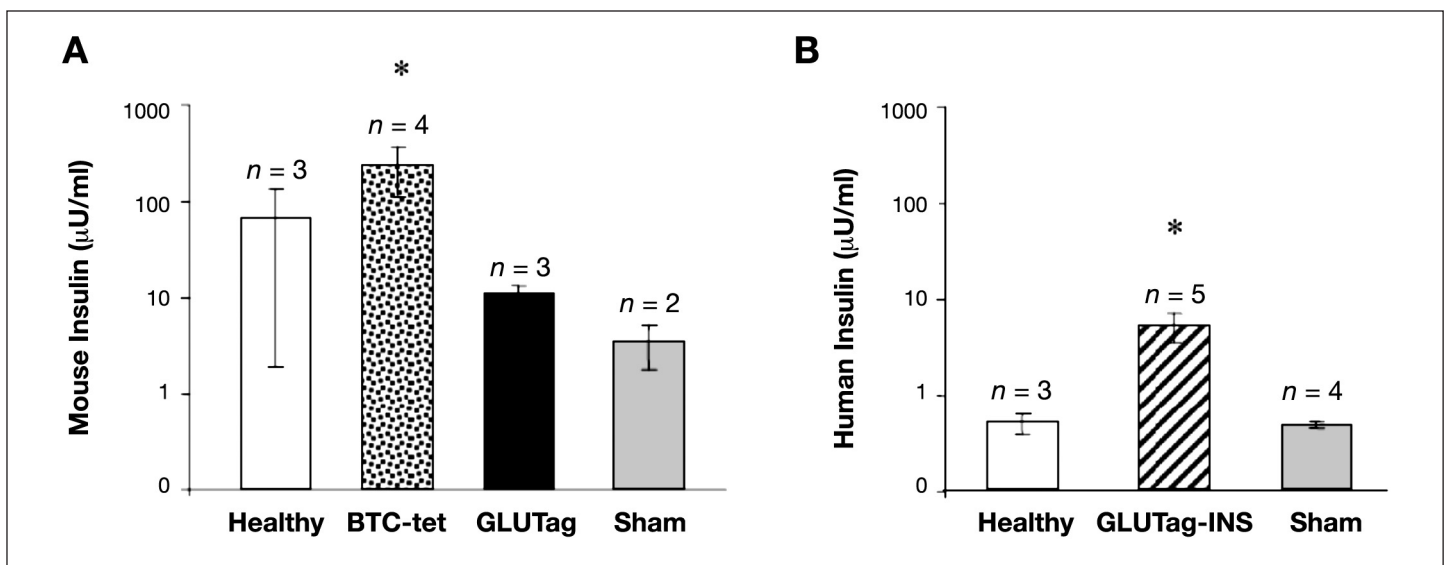 A
*
1000
n = 4
n = 3
100
n = 3
10
n = 2
1
0
Mouse Insulin (μU/ml)
Healthy BTC-tet GLUTag Sham
B
1000
*
100
n = 5
10
n = 3
n = 4
1
0
Human Insulin (μU/ml)
Healthy GLUTag-INS Sham